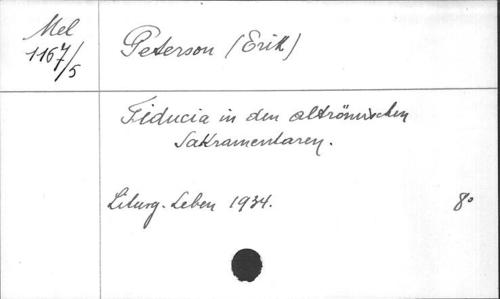 Mel
1167/5
Peterson (Erik)
Fiducia in den altrömischen
Sakramentaren.
Liturg. Leben 1934. 8°